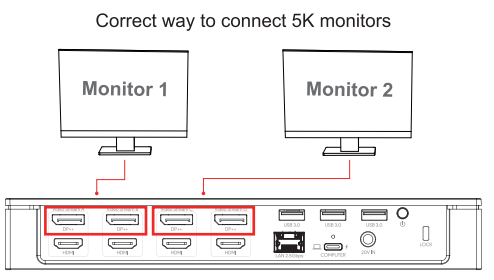 Correct way to connect 5K monitors
Monitor 1 Monitor 2
DP++ DP++ DP++ DP++ USB 3.0 USB 3.0 USB 3.0
HDMI HDMI HDMI HDMI LAN 2.5Gbps COMPUTER 20V IN LOCK